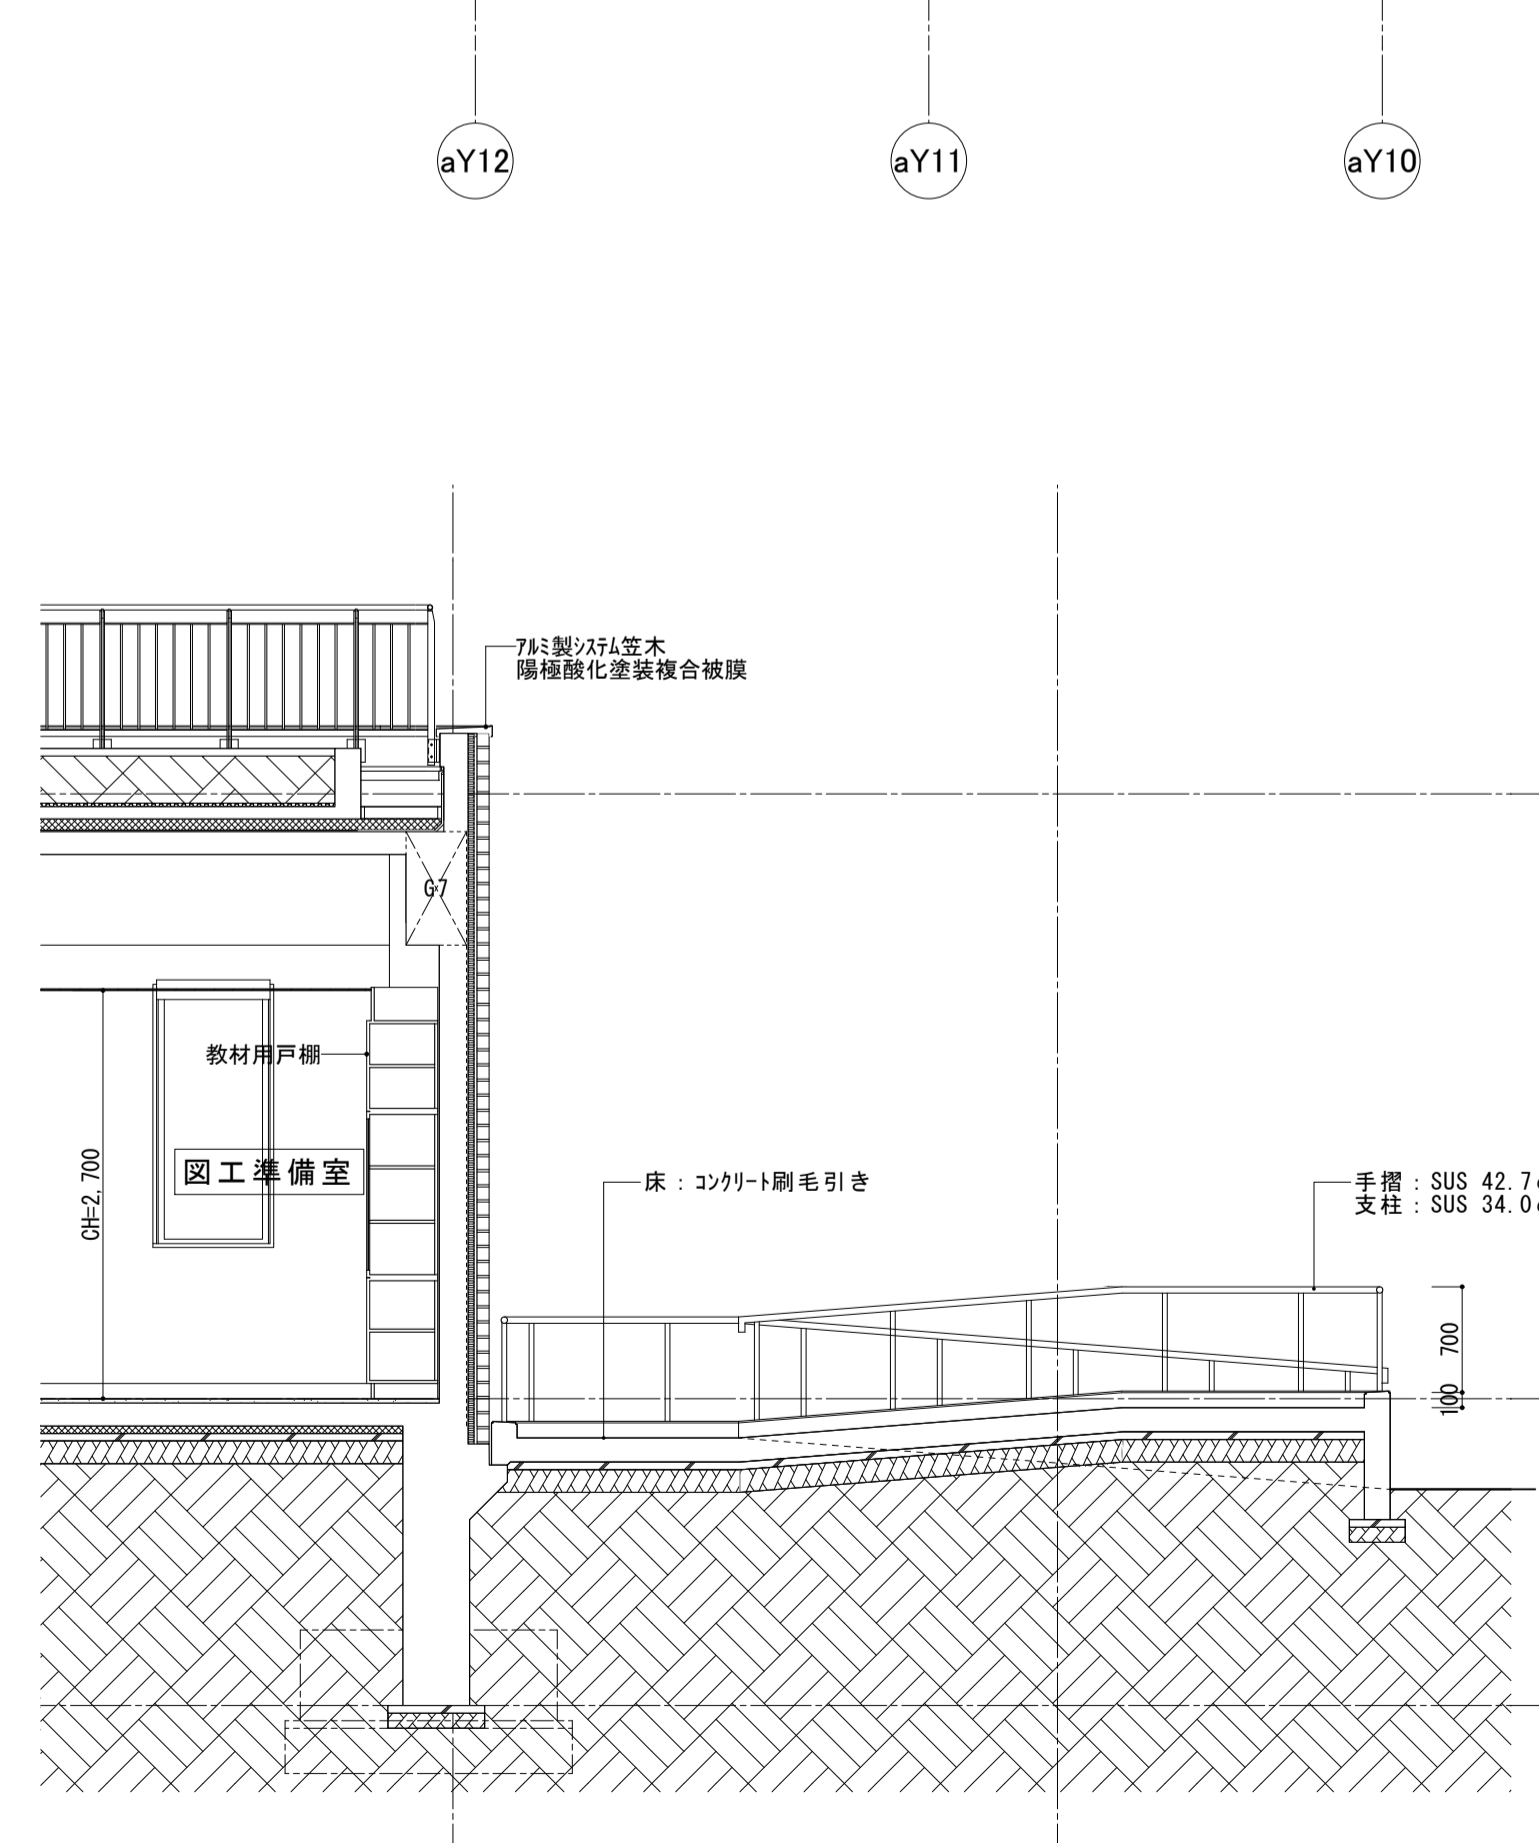 aY12
aY11
aY10
アルミ製システム笠木
陽極酸化塗装複合被膜
G7
教材用戸棚
図工準備室
CH=2,700
床：コンクリート刷毛引き
手摺：SUS 42.7
支柱：SUS 34.0
700
100